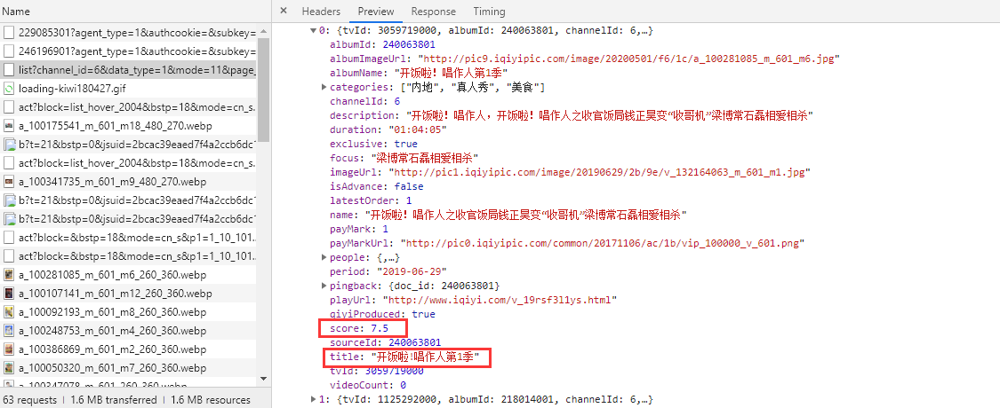 Name
229085301?agent_type=1&authcookie=&subkey=
246196901?agent_type=1&authcookie=&subkey=
list?channel_id=6&data_type=1&mode=11&page_
loading-kiwi180427.gif
act?block=list_hover_2004&bstp=18&mode=cn_s.
a_100175541_m_601_m18_480_270.webp
b?t=21&bstp=0&jsuid=2bcac39eaed7f4a2ccb6dc1
act?block=list_hover_2004&bstp=18&mode=cn_s.
a_100341735_m_601_m9_480_270.webp
b?t=21&bstp=0&jsuid=2bcac39eaed7f4a2ccb6dc1
b?t=21&bstp=0&jsuid=2bcac39eaed7f4a2ccb6dc1
act?block=&bstp=18&mode=cn_s&p1=1_10_101...
act?block=&bstp=18&mode=cn_s&p1=1_10_101...
a_100281085_m_601_m6_260_360.webp
a_100107141_m_601_m12_260_360.webp
a_100092193_m_601_m8_260_360.webp
a_100248753_m_601_m4_260_360.webp
a_100386869_m_601_m2_260_360.webp
a_100050320_m_601_m7_260_360.webp
a_100347078_m_601_260_360.webp
63 requests | 1.6 MB transferred | 1.6 MB resources
× Headers Preview Response Timing
▼0: {tvId: 3059719000, albumId: 240063801, channelId: 6,…}
albumId: 240063801
albumImageUrl: "http://pic9.iqiyipic.com/image/20200501/f6/1c/a_100281085_m_601_m6.jpg"
albumName: "开饭啦！唱作人第1季"
▶categories: ["内地", "真人秀", "美食"]
channelId: 6
description: "开饭啦！唱作人，开饭啦！唱作人之收官饭局钱正昊变“收哥机”梁博常石磊相爱相杀"
duration: "01:04:05"
exclusive: true
focus: "梁博常石磊相爱相杀"
imageUrl: "http://pic1.iqiyipic.com/image/20190629/2b/9e/v_132164063_m_601_m1.jpg"
isAdvance: false
latestOrder: 1
name: "开饭啦！唱作人之收官饭局钱正昊变“收哥机”梁博常石磊相爱相杀"
payMark: 1
payMarkUrl: "http://pic0.iqiyipic.com/common/20171106/ac/1b/vip_100000_v_601.png"
▶people: {,…}
period: "2019-06-29"
▶pingback: {doc_id: 240063801}
playUrl: "http://www.iqiyi.com/v_19rsf3l1ys.html"
qiyiProduced: true
score: 7.5
sourceId: 240063801
title: "开饭啦!唱作人第1季"
tvId: 3059719000
videoCount: 0
▶1: {tvId: 1125292000, albumId: 218014001, channelId: 6,…}